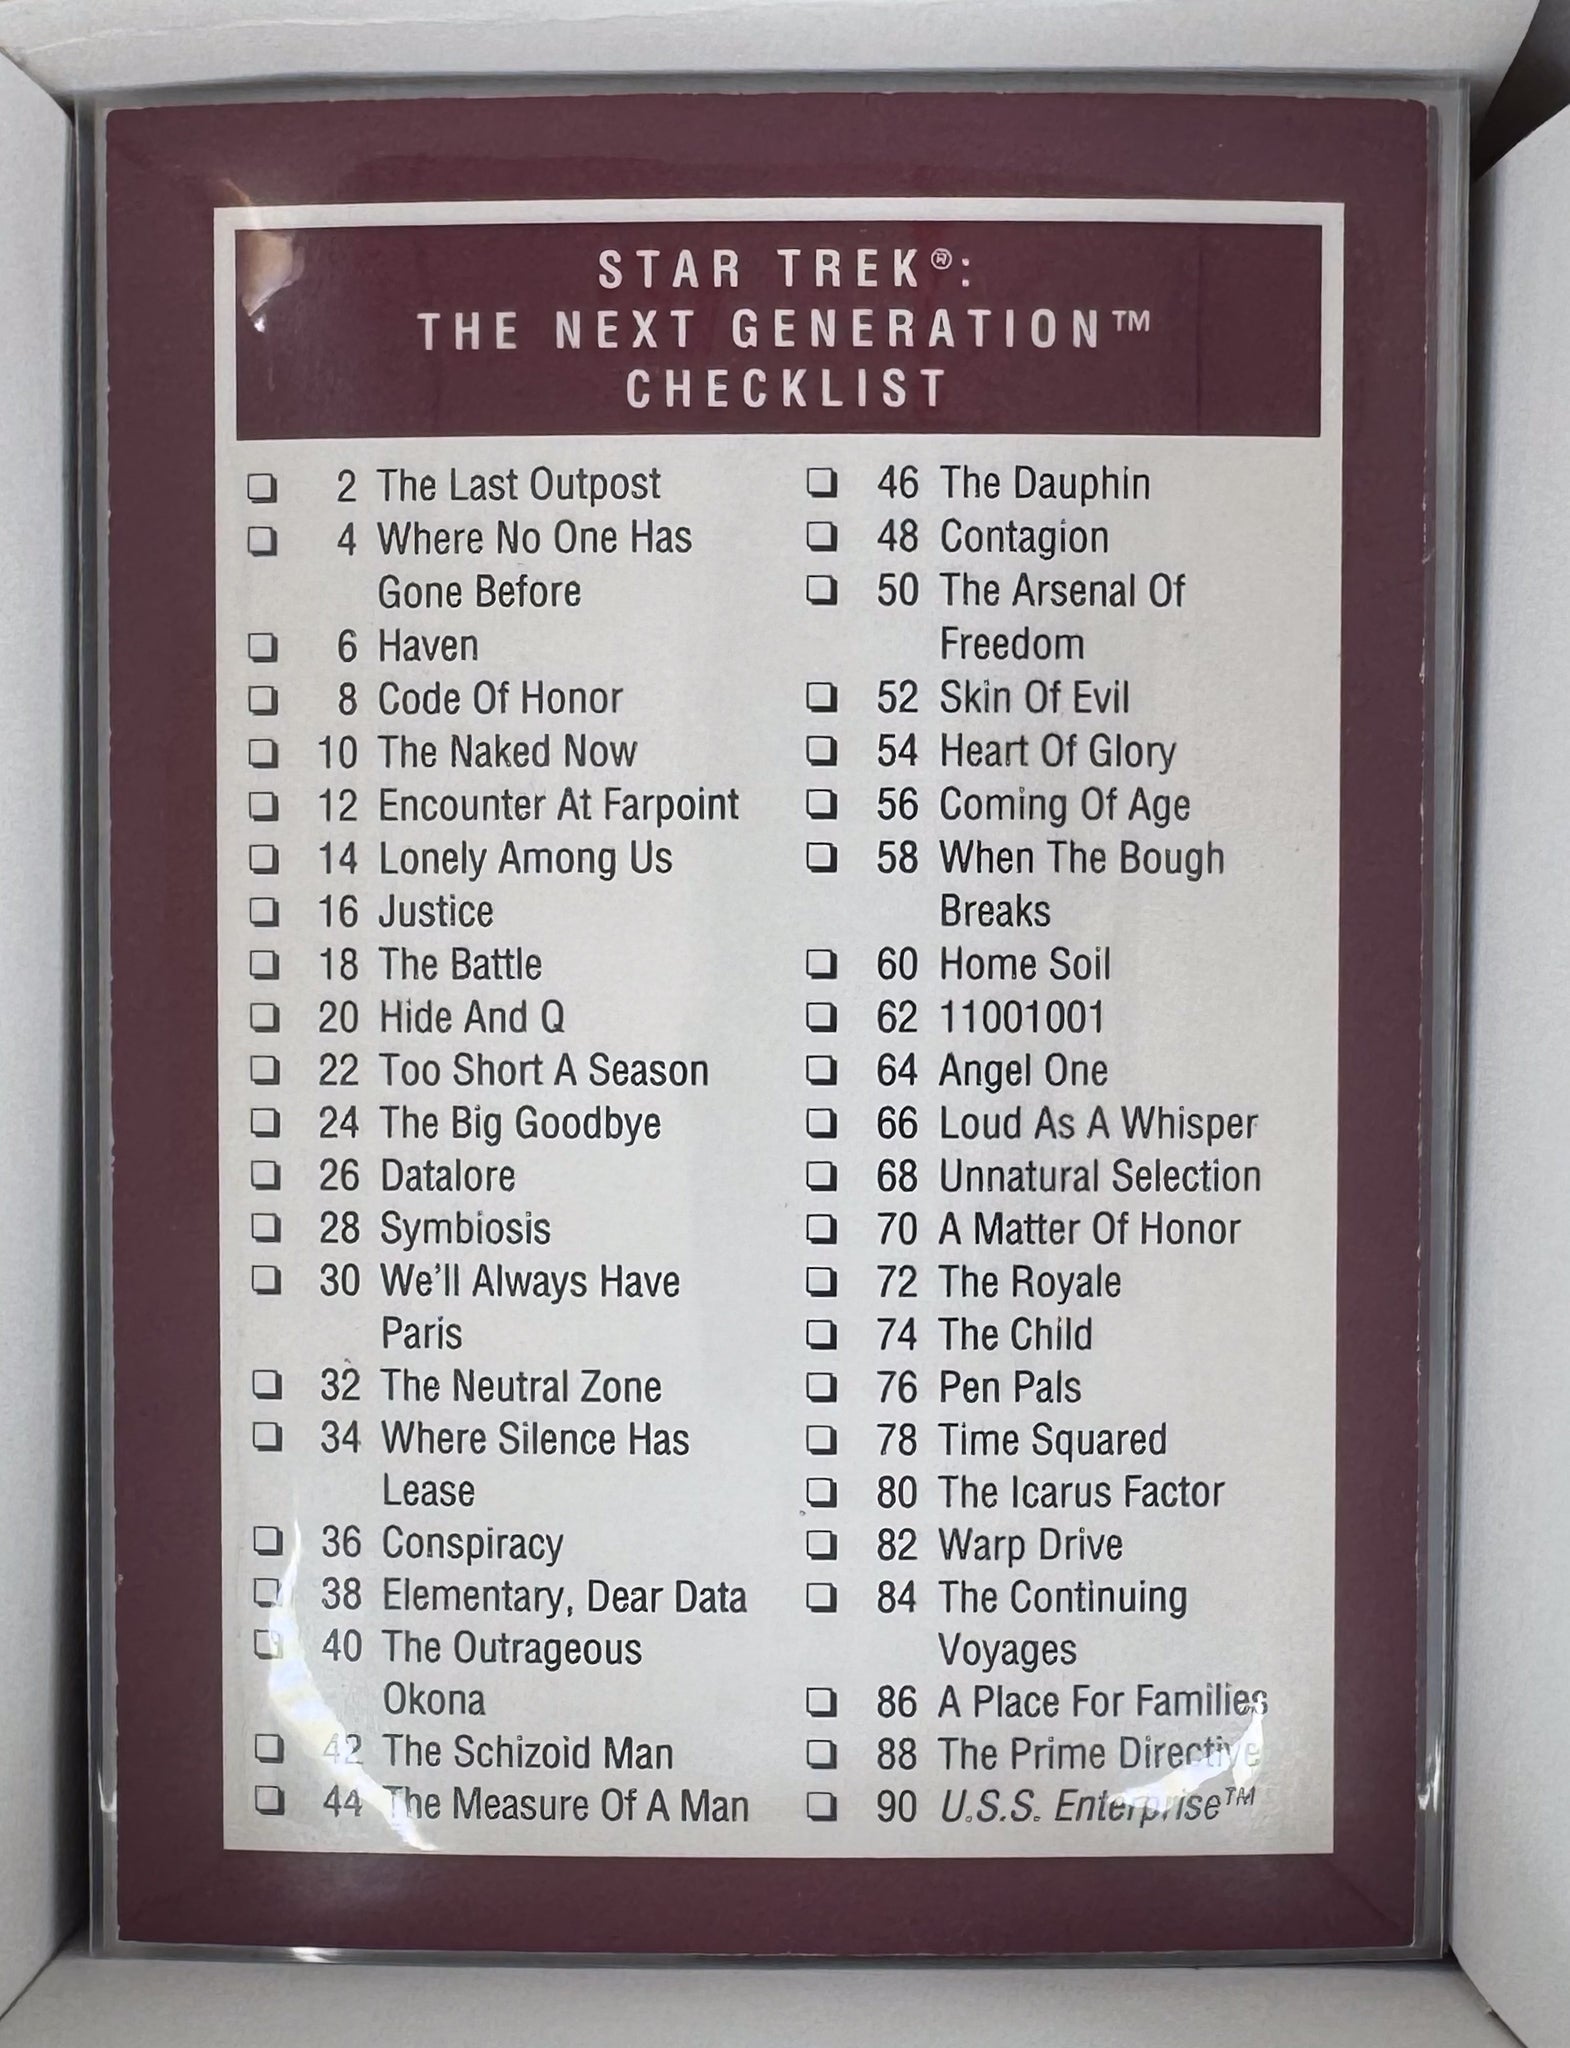 STAR TREK®:
THE NEXT GENERATION™
CHECKLIST
❏ 2 The Last Outpost
❏ 4 Where No One Has
Gone Before
❏ 6 Haven
❏ 8 Code Of Honor
❏ 10 The Naked Now
❏ 12 Encounter At Farpoint
❏ 14 Lonely Among Us
❏ 16 Justice
❏ 18 The Battle
❏ 20 Hide And Q
❏ 22 Too Short A Season
❏ 24 The Big Goodbye
❏ 26 Datalore
❏ 28 Symbiosis
❏ 30 We'll Always Have
Paris
❏ 32 The Neutral Zone
❏ 34 Where Silence Has
Lease
❏ 36 Conspiracy
❏ 38 Elementary, Dear Data
❏ 40 The Outrageous
Okona
❏ 42 The Schizoid Man
❏ 44 The Measure Of A Man
❏ 46 The Dauphin
❏ 48 Contagion
❏ 50 The Arsenal Of
Freedom
❏ 52 Skin Of Evil
❏ 54 Heart Of Glory
❏ 56 Coming Of Age
❏ 58 When The Bough
Breaks
❏ 60 Home Soil
❏ 62 11001001
❏ 64 Angel One
❏ 66 Loud As A Whisper
❏ 68 Unnatural Selection
❏ 70 A Matter Of Honor
❏ 72 The Royale
❏ 74 The Child
❏ 76 Pen Pals
❏ 78 Time Squared
❏ 80 The Icarus Factor
❏ 82 Warp Drive
❏ 84 The Continuing
Voyages
❏ 86 A Place For Families
❏ 88 The Prime Directive
❏ 90 U.S.S. Enterprise™